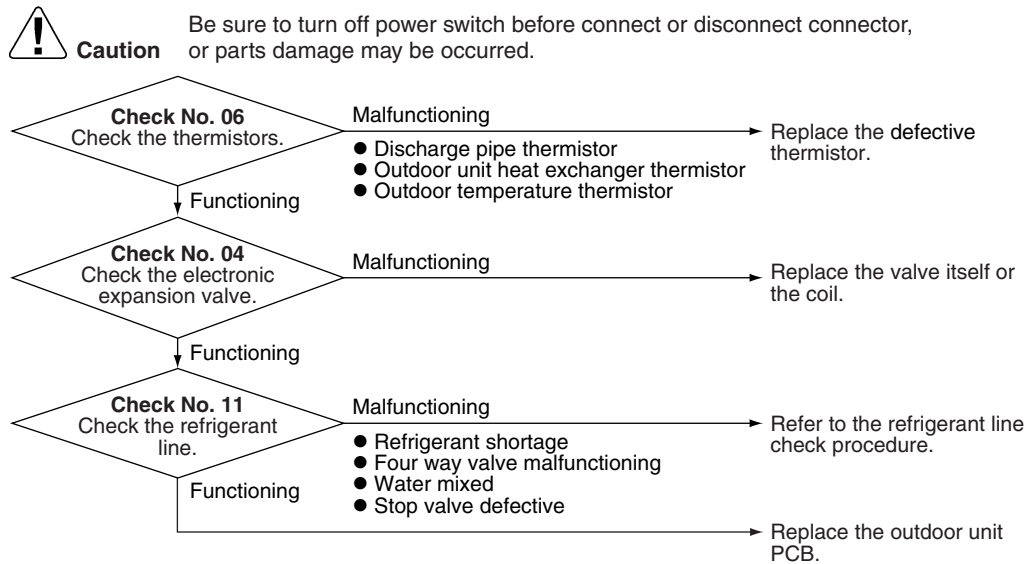 Be sure to turn off power switch before connect or disconnect connector,
Caution or parts damage may be occurred.
Check No. 06
Check the thermistors.
Malfunctioning
● Discharge pipe thermistor
● Outdoor unit heat exchanger thermistor
● Outdoor temperature thermistor
Replace the defective
thermistor.
Functioning
Check No. 04
Check the electronic
expansion valve.
Malfunctioning
Replace the valve itself or
the coil.
Functioning
Check No. 11
Check the refrigerant
line.
Malfunctioning
● Refrigerant shortage
● Four way valve malfunctioning
● Water mixed
● Stop valve defective
Refer to the refrigerant line
check procedure.
Functioning
Replace the outdoor unit
PCB.